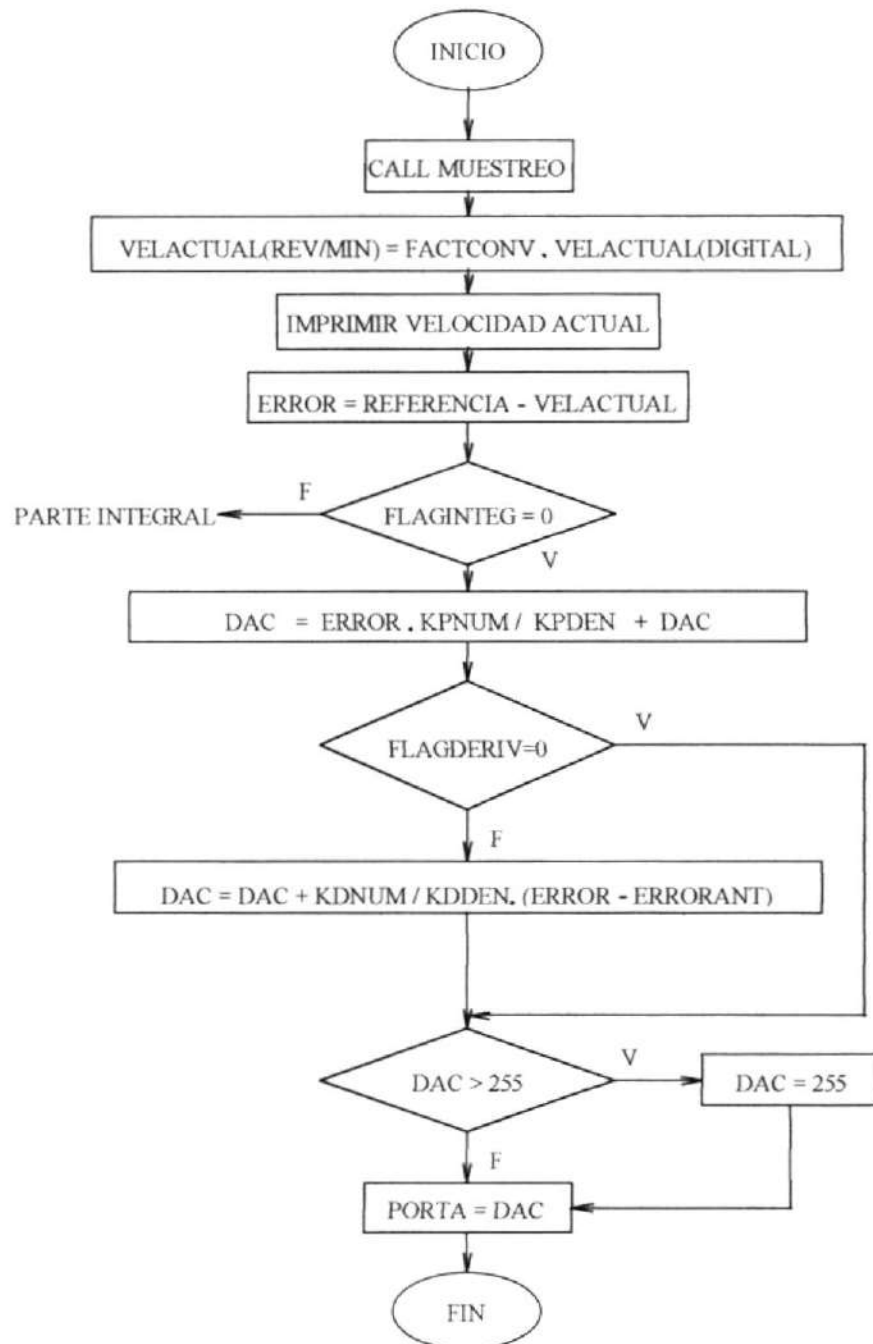 INICIO
CALL MUESTREO
VELACTUAL(REV/MIN) = FACTCONV . VELACTUAL(DIGITAL)
IMPRIMIR VELOCIDAD ACTUAL
ERROR = REFERENCIA - VELACTUAL
F
PARTE INTEGRAL
FLAGINTEG = 0
V
DAC = ERROR . KPNUM / KPDEN + DAC
V
FLAGDERIV=0
F
DAC = DAC + KDNUM / KDDEN. (ERROR - ERRORANT)
V
DAC > 255
DAC = 255
F
PORTA = DAC
FIN